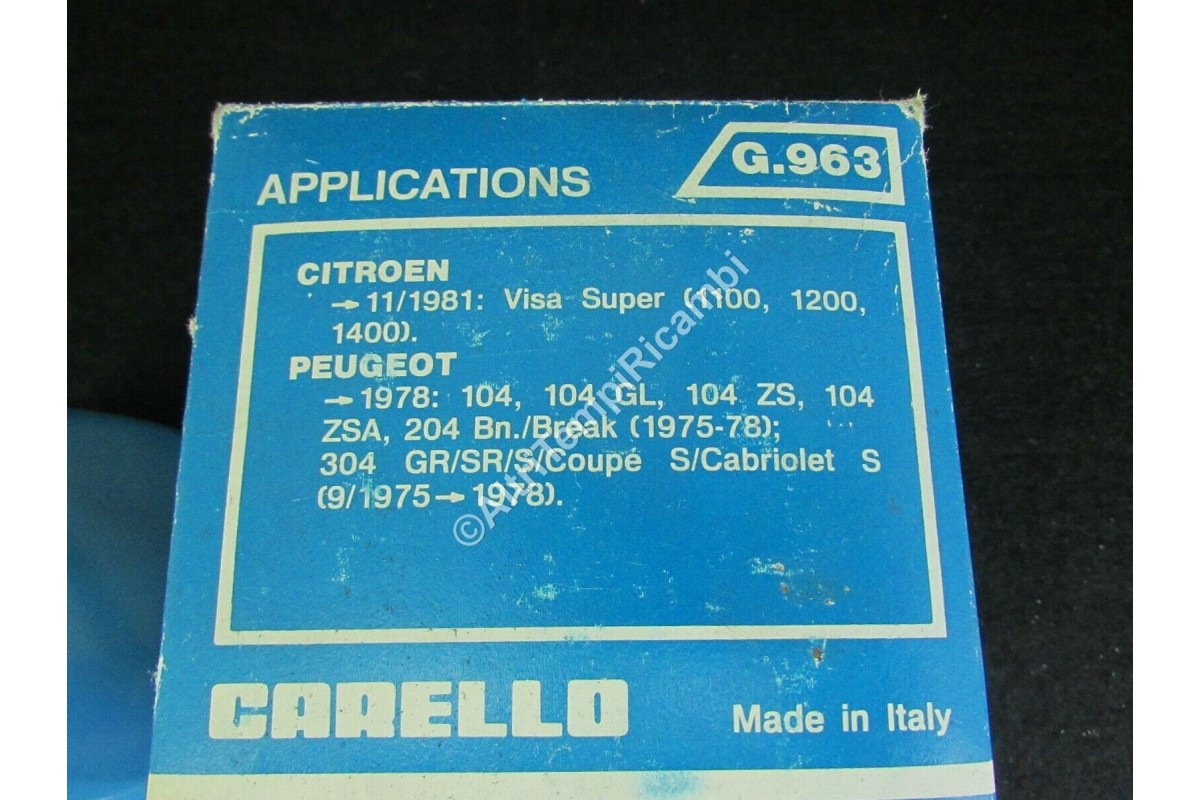 G.963
APPLICATIONS
CITROEN
→ 11/1981: Visa Super (1100, 1200,
1400).
PEUGEOT
→ 1978: 104, 104 GL, 104 ZS, 104
ZSA, 204 Bn./Break (1975-78);
304 GR/SR/S/Coupé S/Cabriolet S
(9/1975 → 1978).
©AltriTempiRicambi
CARELLO
Made in Italy